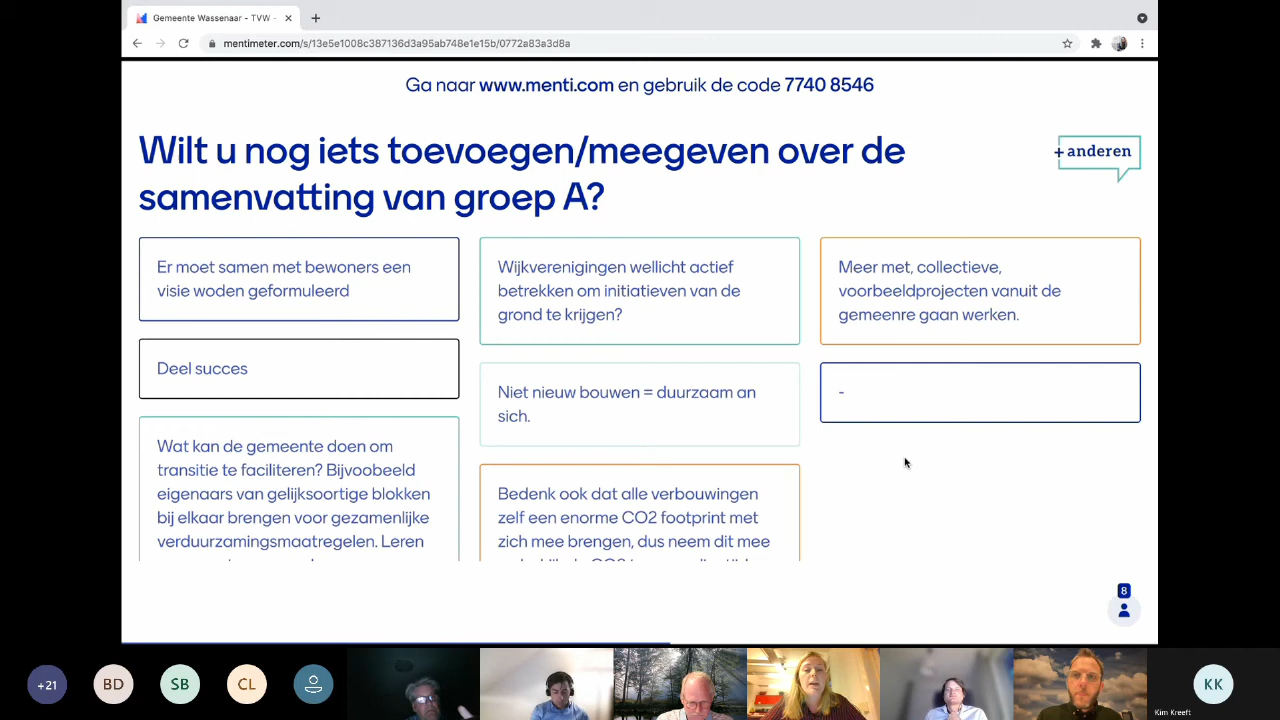 Gemeente Wassenaar - TVW -
mentimeter.com/s/13e5e1008c387136d3a95ab748e1e15b/0772a83a3d8a
Ga naar www.menti.com en gebruik de code 7740 8546
Wilt u nog iets toevoegen/meegeven over de
samenvatting van groep A?
+anderen
Er moet samen met bewoners een
visie woden geformuleerd
Deel succes
Wat kan de gemeente doen om
transitie te faciliteren? Bijvoobeeld
eigenaars van gelijksoortige blokken
bij elkaar brengen voor gezamenlijke
verduurzamingsmaatregelen. Leren
Wijkverenigingen wellicht actief
betrekken om initiatieven van de
grond te krijgen?
Niet nieuw bouwen = duurzaam an
sich.
Bedenk ook dat alle verbouwingen
zelf een enorme CO2 footprint met
zich mee brengen, dus neem dit mee
Meer met, collectieve,
voorbeeldprojecten vanuit de
gemeenre gaan werken.
-
8
+21
BD
SB
CL
KK
Kim Kreeft